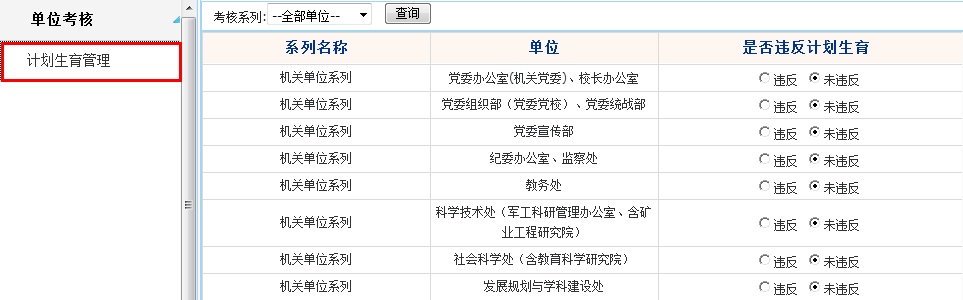 单位考核
计划生育管理
考核系列: --全部单位-- 查询
系列名称 单位 是否违反计划生育
机关单位系列 党委办公室(机关党委)、校长办公室 违反 未违反
机关单位系列 党委组织部（党委党校）、党委统战部 违反 未违反
机关单位系列 党委宣传部 违反 未违反
机关单位系列 纪委办公室、监察处 违反 未违反
机关单位系列 教务处 违反 未违反
机关单位系列 科学技术处（军工科研管理办公室、含矿 违反 未违反
业工程研究院）
机关单位系列 社会科学处（含教育科学研究院） 违反 未违反
机关单位系列 发展规划与学科建设处 违反 未违反